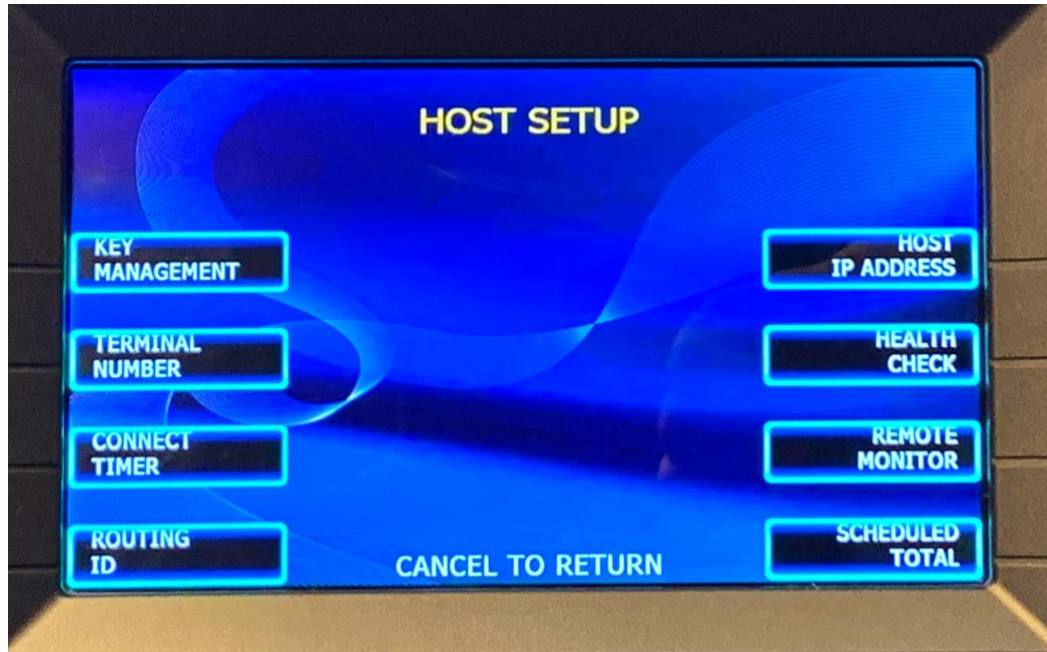 HOST SETUP
KEY
MANAGEMENT
HOST
IP ADDRESS
TERMINAL
NUMBER
HEALTH
CHECK
CONNECT
TIMER
REMOTE
MONITOR
ROUTING
ID
CANCEL TO RETURN
SCHEDULED
TOTAL